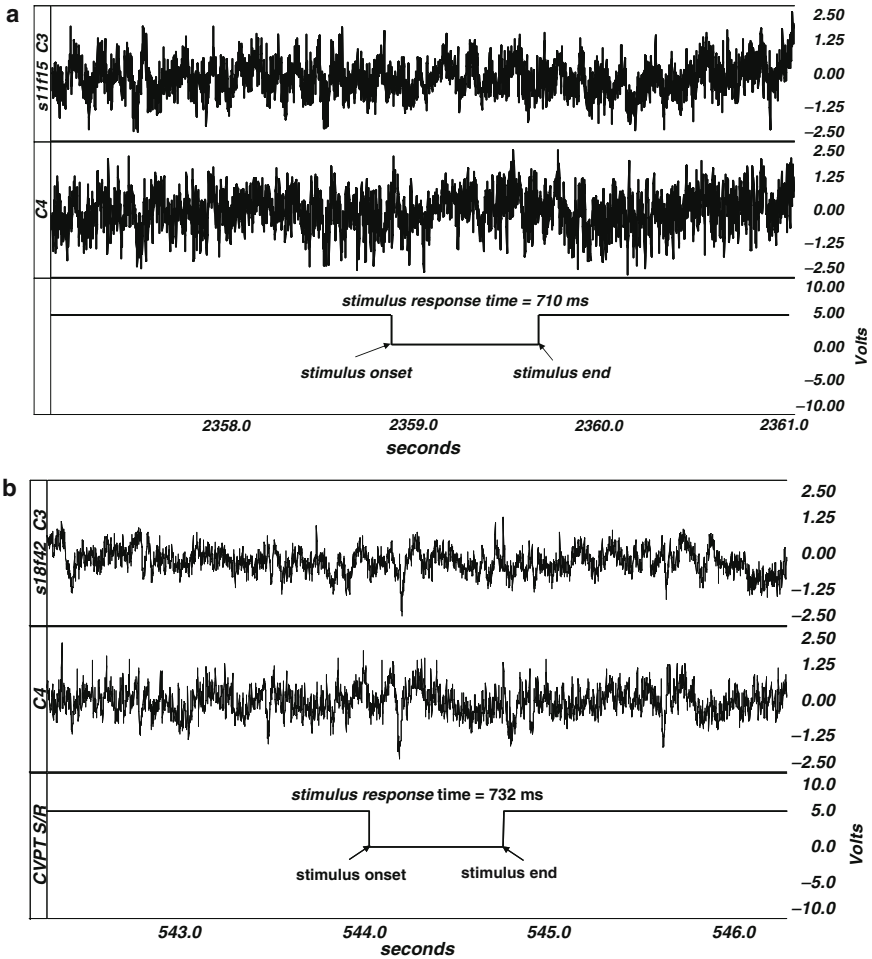 a
s11f15 C3
2.50
1.25
0.00
−1.25
−2.50
C4
2.50
1.25
0.00
−1.25
−2.50
10.00
5.00
0.00
−5.00
−10.00
Volts
stimulus response time = 710 ms
stimulus onset
stimulus end
2358.0 2359.0 2360.0 2361.0
seconds
b
s18f42 C3
2.50
1.25
0.00
−1.25
−2.50
C4
2.50
1.25
0.00
−1.25
−2.50
CVPT S/R
10.0
5.0
0.0
−5.0
−10.0
Volts
stimulus response time = 732 ms
stimulus onset
stimulus end
543.0 544.0 545.0 546.0
seconds